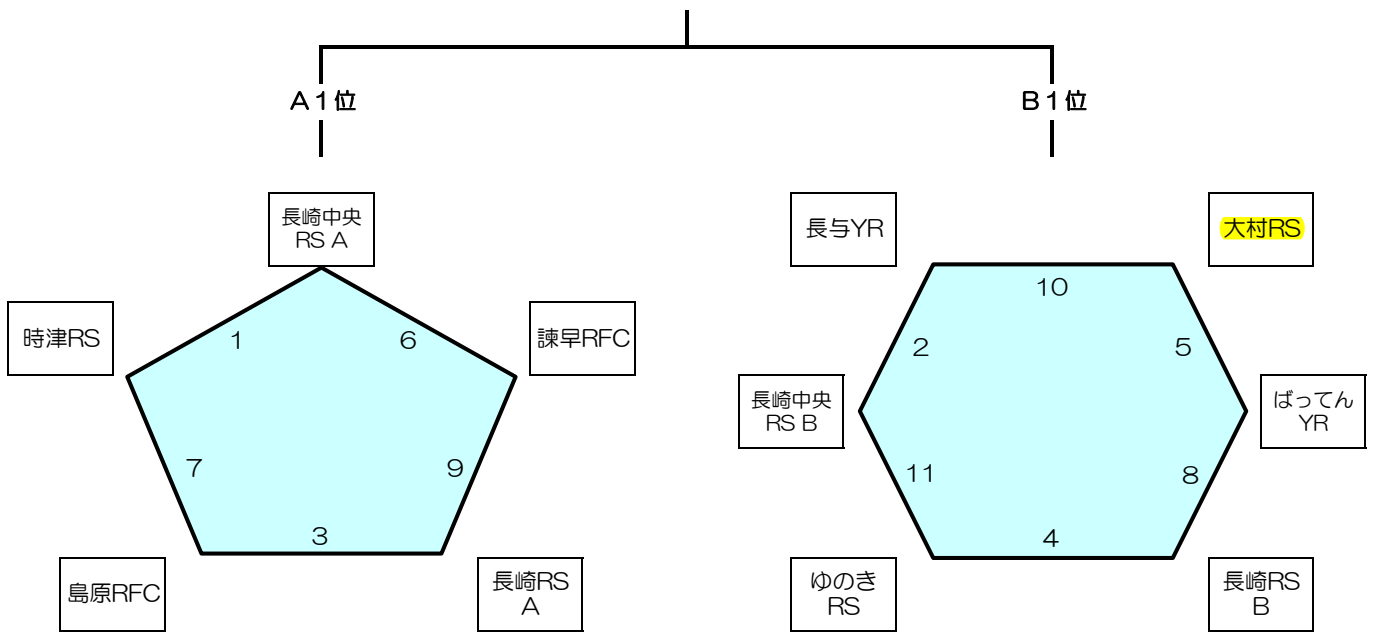 A1位
B1位
長崎中央
RS A
時津RS
諫早RFC
1
6
7
9
3
島原RFC
長崎RS
A
長与YR
大村RS
10
2
5
長崎中央
RS B
ばってん
YR
11
8
4
ゆのき
RS
長崎RS
B